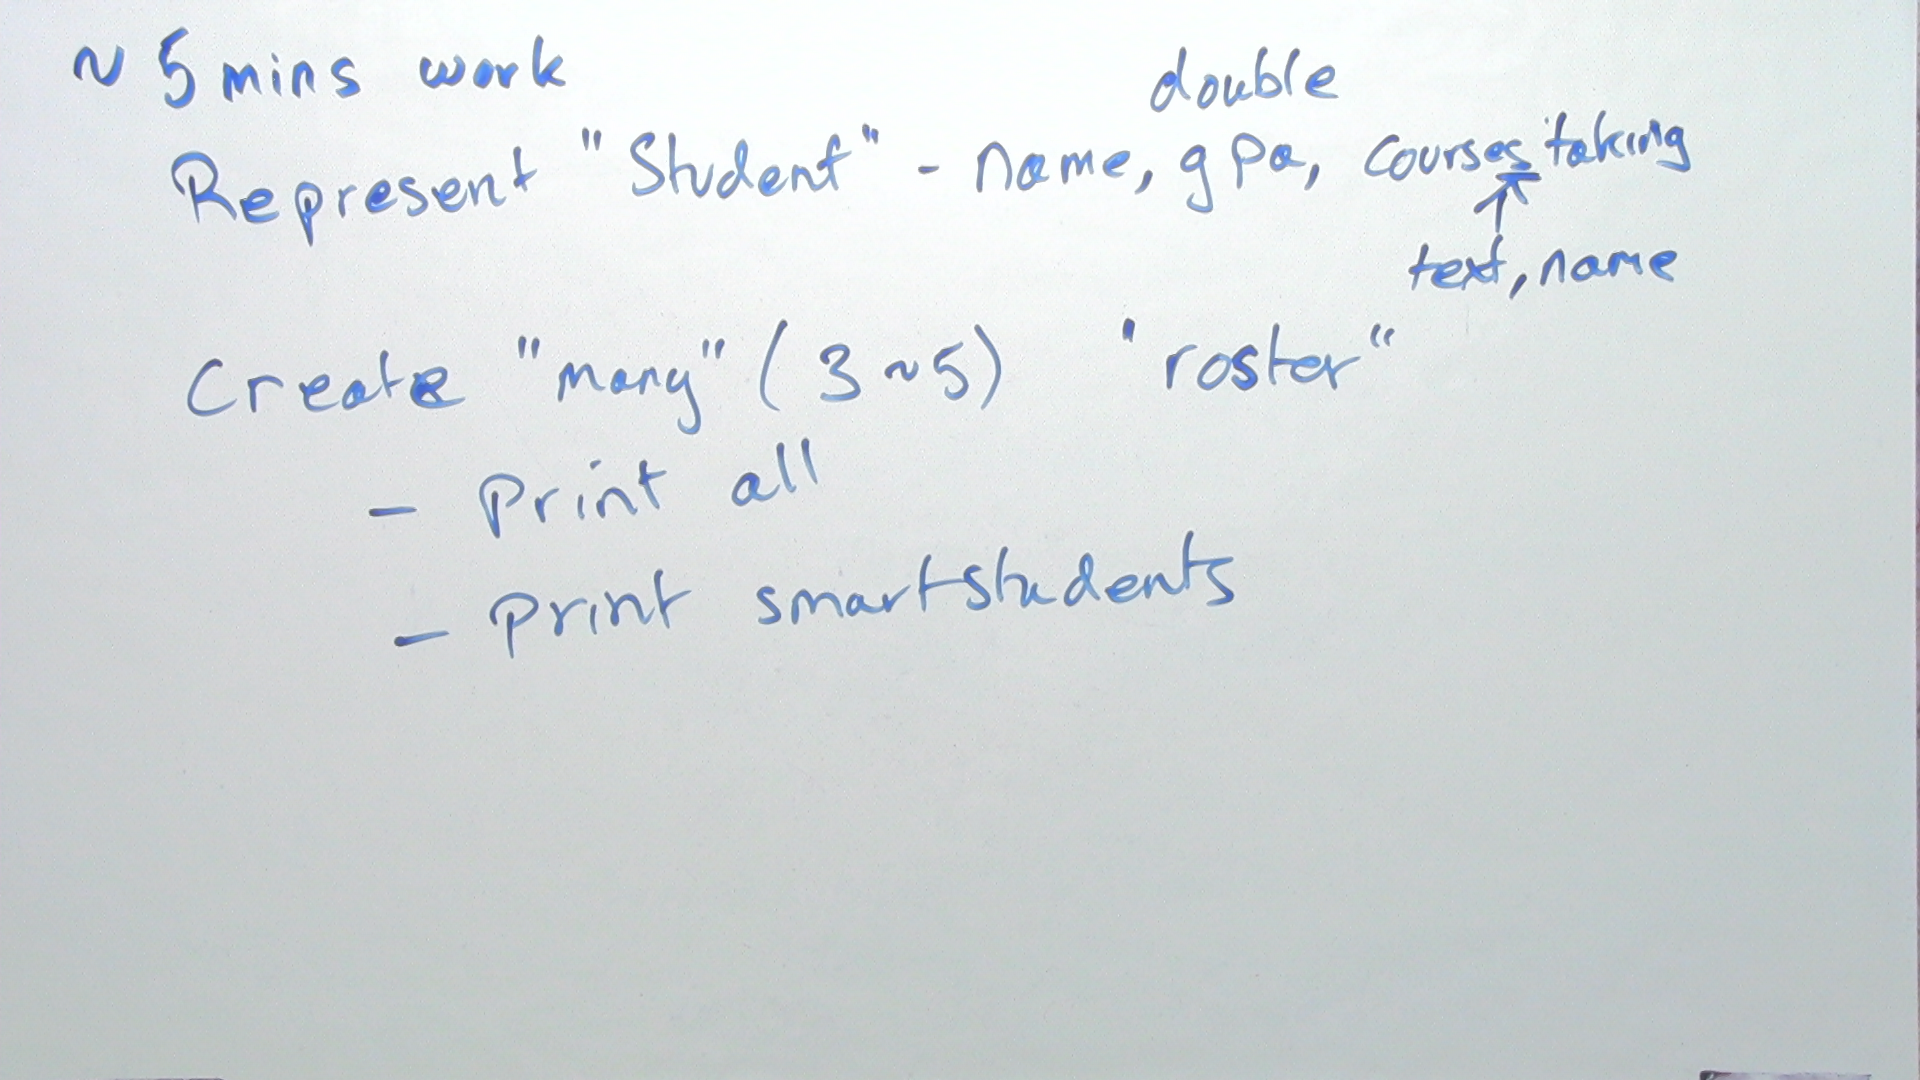 ~ 5 mins work
double
Represent "Student" - name, gpa, courses taking
text, name
Create "many" (3~5) "roster"
- Print all
- print smartstudents